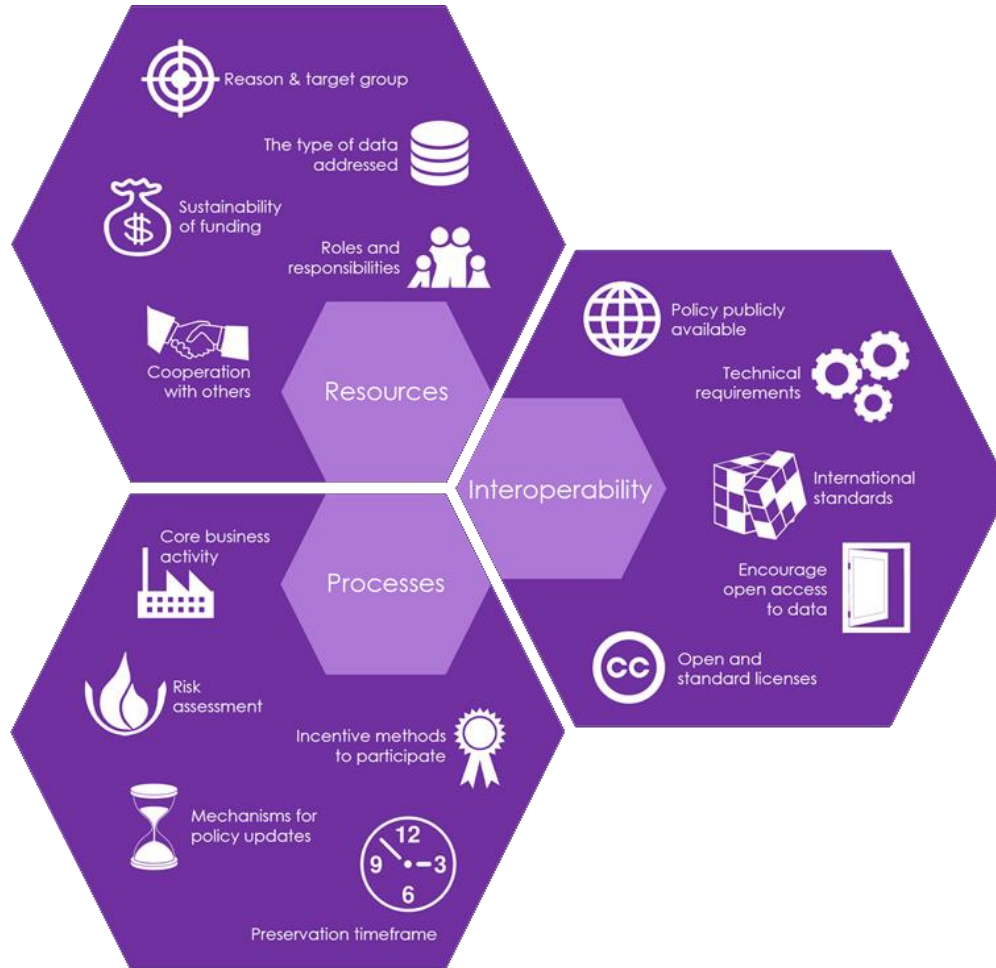 Reason & target group
The type of data
addressed
$
Sustainability
of funding
Roles and
responsibilities
Cooperation
with others
Resources
Policy publicly
available
Technical
requirements
Interoperability
International
standards
Encourage
open access
to data
CC
Open and
standard licenses
Processes
Core business
activity
Risk
assessment
Incentive methods
to participate
Mechanisms for
policy updates
12
9
3
6
Preservation timeframe